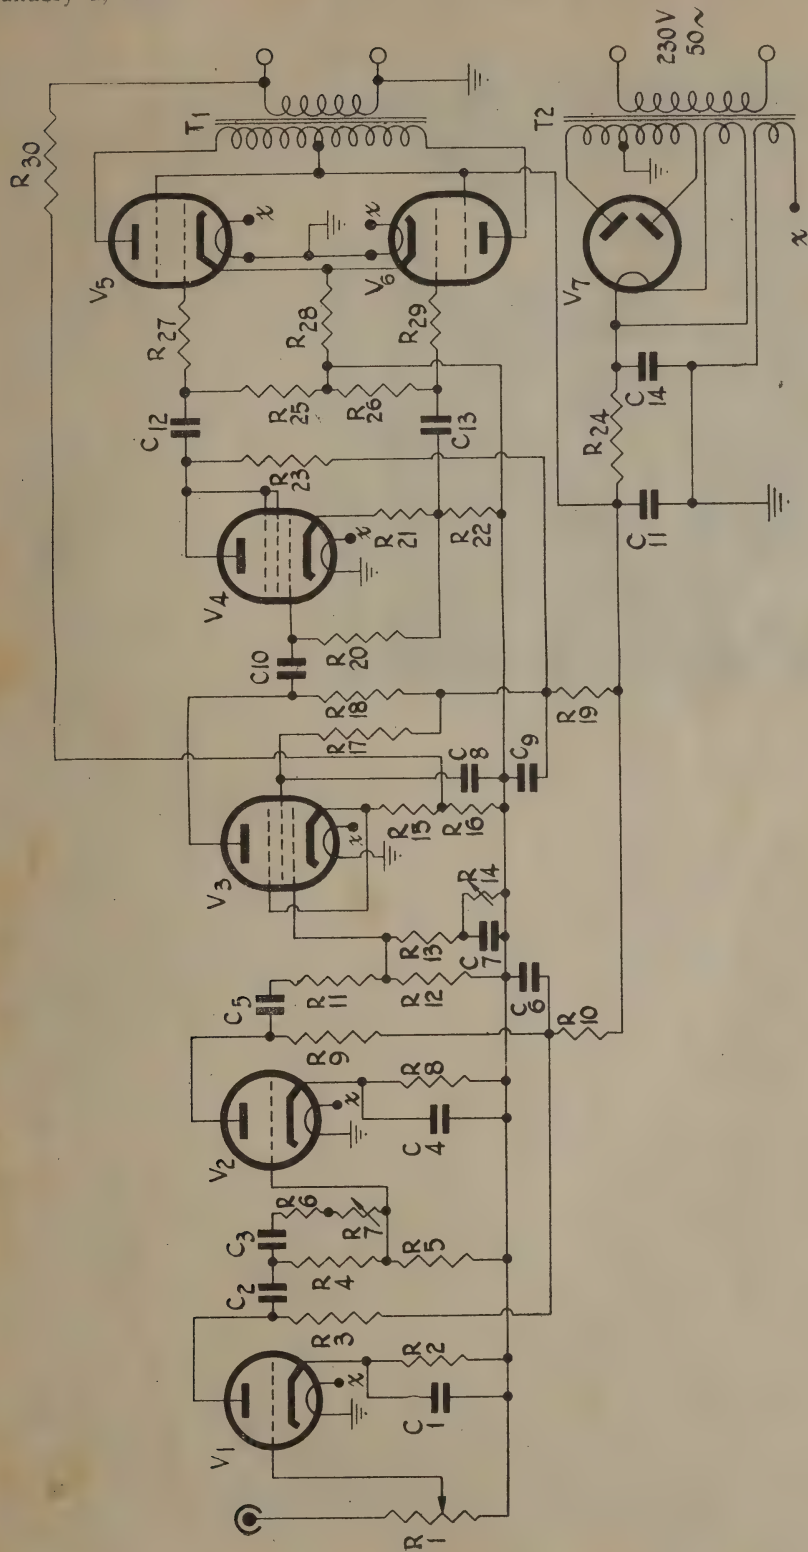 R30
T1
V5
x
R27
R28
x
V6
R29
C12
R25
R26
C13
R23
V4
x
R21
R22
C10
R20
R18
R17
R19
V3
x
R15
R16
C8
C9
R14
R13
C7
C5
R11
R12
C6
R9
R10
V2
x
R8
C4
C3
R6
R7
C2
R4
R5
R3
V1
x
R2
C1
R1
230V
50~
T2
V7
x
C14
R24
C11